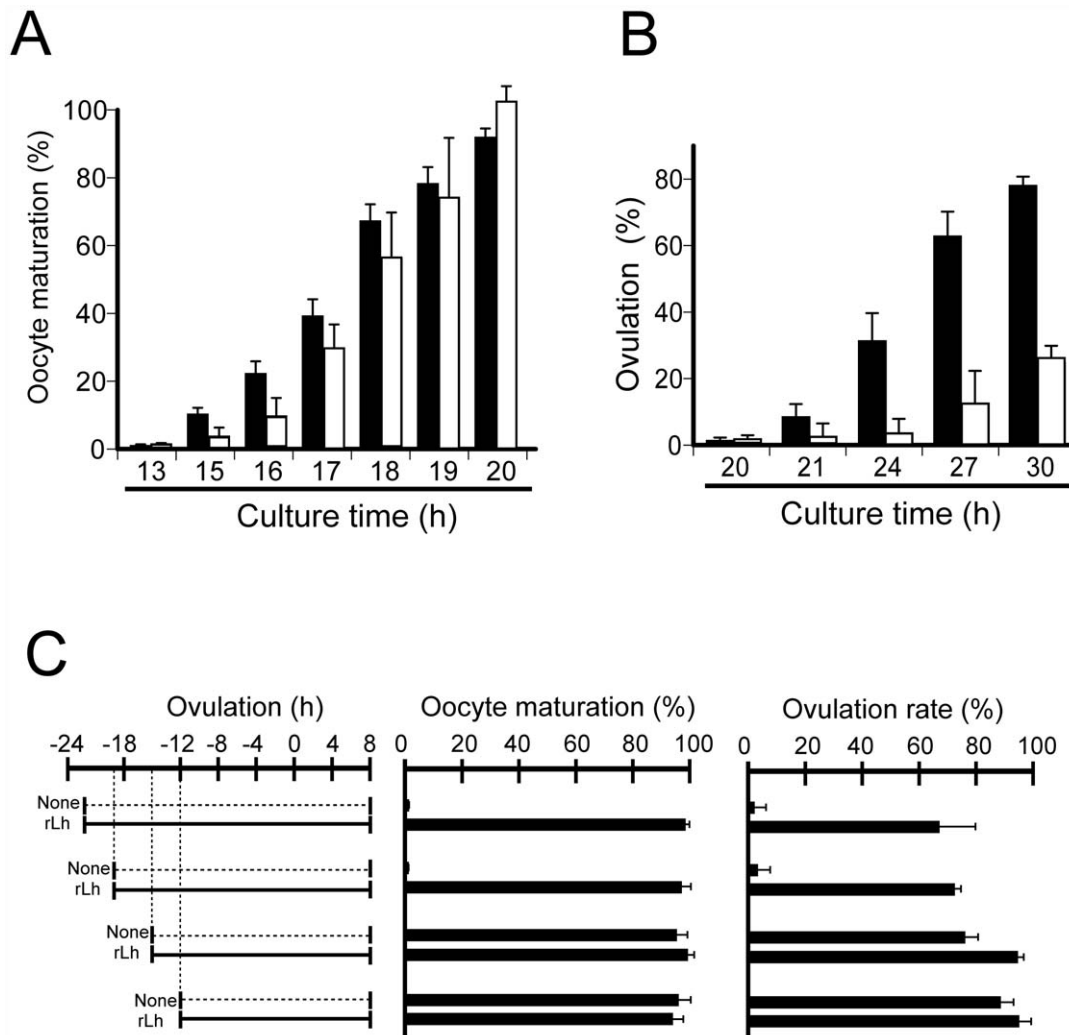 A
Oocyte maturation (%)
100
80
60
40
20
0
13 15 16 17 18 19 20
Culture time (h)
B
Ovulation (%)
80
60
40
20
0
20 21 24 27 30
Culture time (h)
C
Ovulation (h)
-24 -18 -12 -8 -4 0 4 8
Oocyte maturation (%)
0 20 40 60 80 100
Ovulation rate (%)
0 20 40 60 80 100
None
rLh
None
rLh
None
rLh
None
rLh